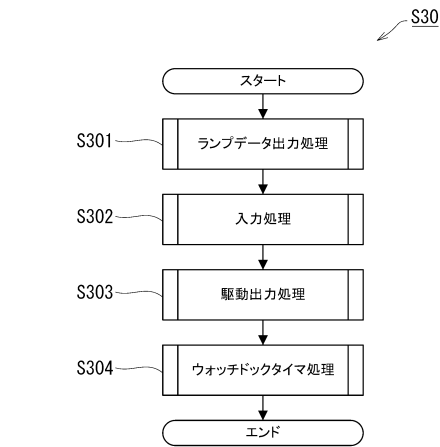 S30
スタート
S301
ランプデータ出力処理
S302
入力処理
S303
駆動出力処理
S304
ウォッチドックタイマ処理
エンド